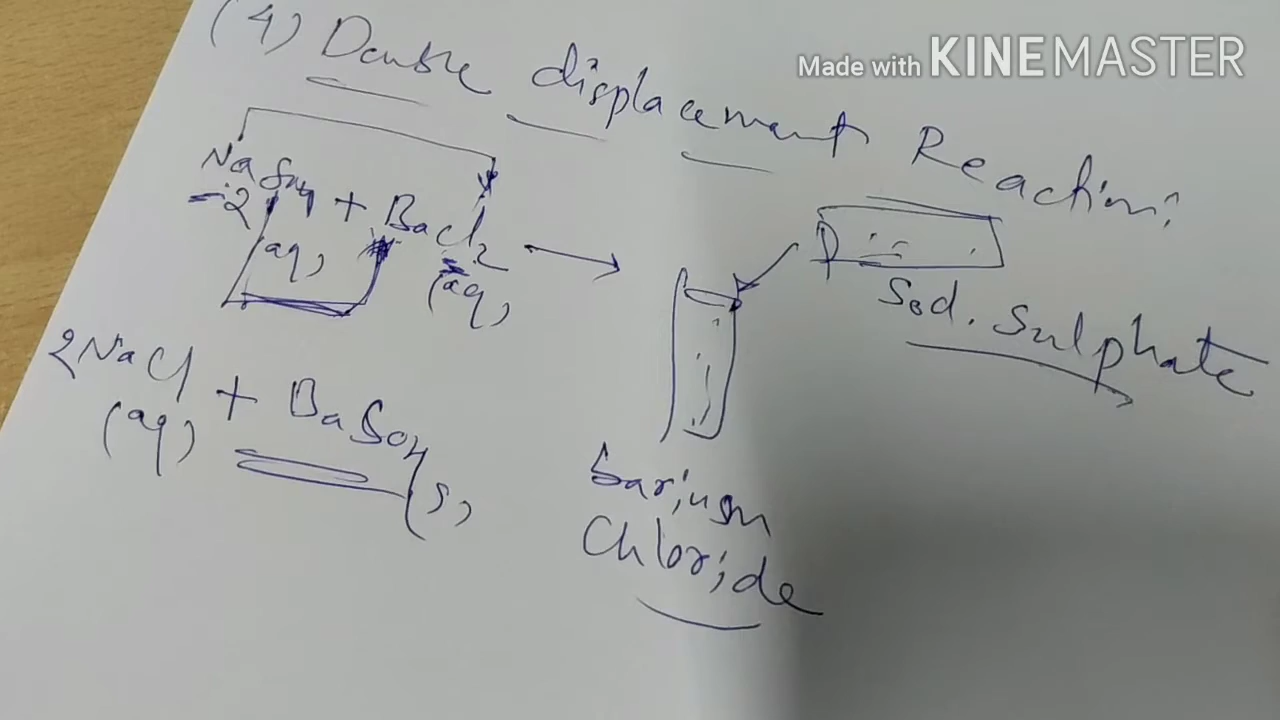 Made with KINEMASTER
(4) Double displacement Reaction:
Na2SO4 + BaCl2 →
(aq) (aq)
Sod. Sulphate
2NaCl + BaSO4
(aq) (s)
barium
Chloride